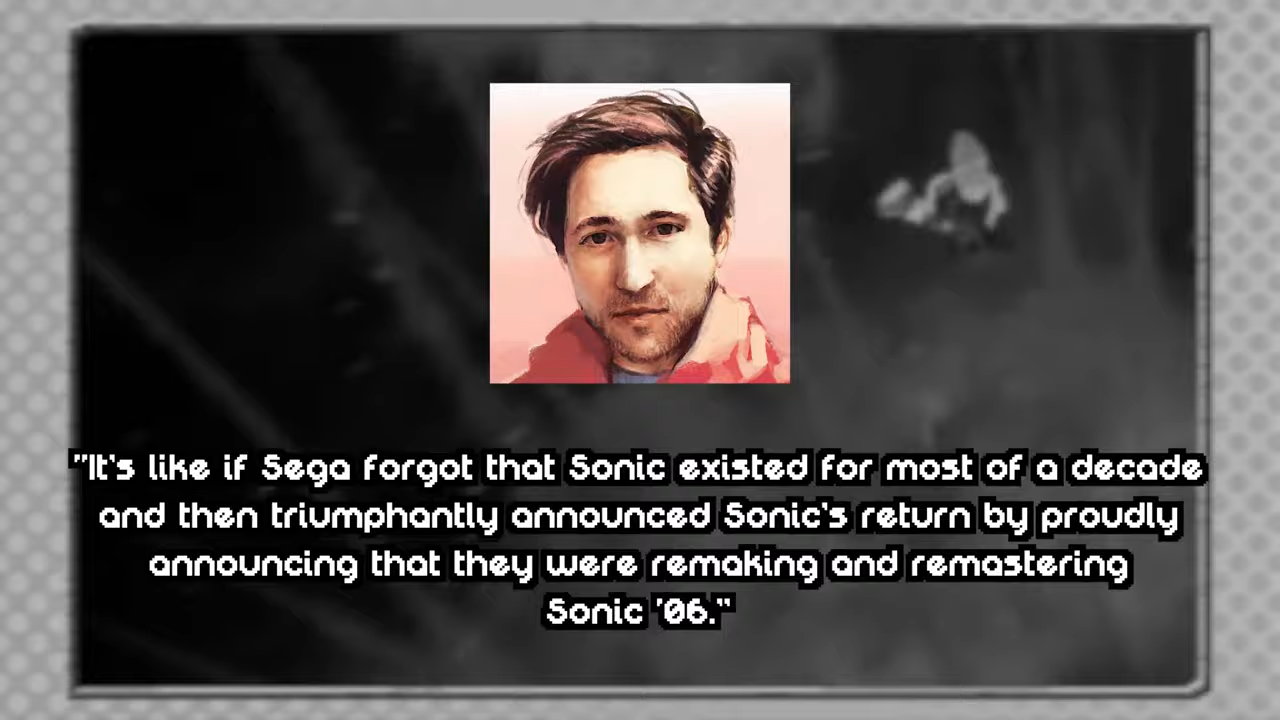 "It's like if Sega forgot that Sonic existed for most of a decade
and then triumphantly announced Sonic's return by proudly
announcing that they were remaking and remastering
Sonic '06."